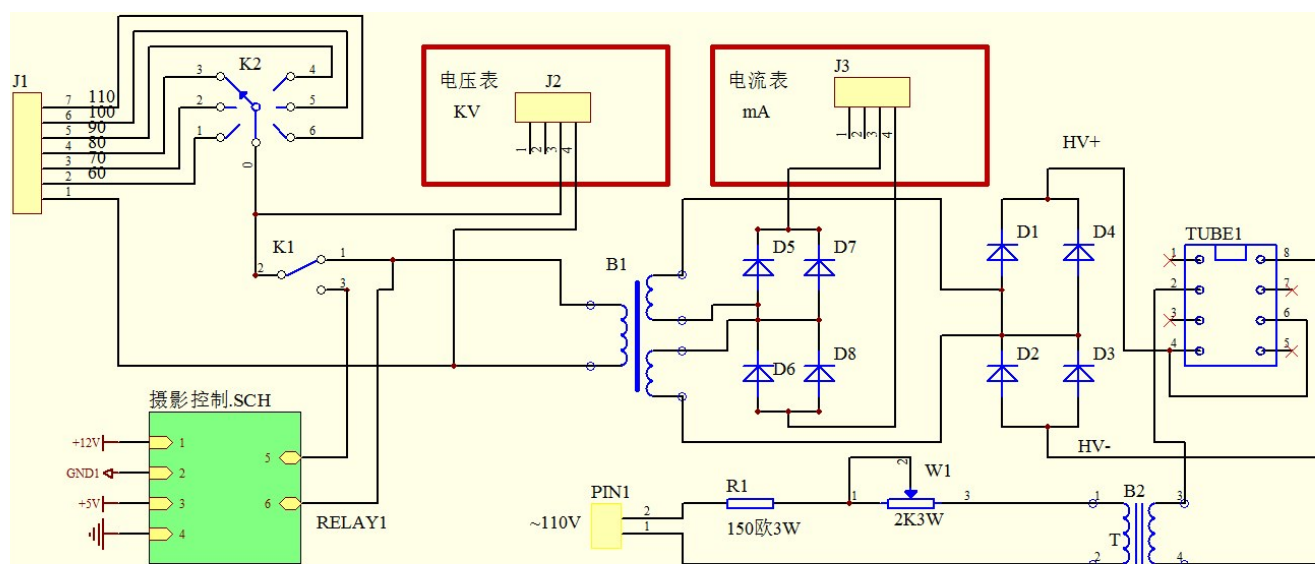 J1
7 110
6 100
5 90
4 80
3 70
2 60
1
K2
3
2
1
4
5
6
0
电压表
KV
J2
1 2 3 4
电流表
mA
J3
1 2 3 4
HV+
K1
2
1
3
B1
D5
D7
D6
D8
D1
D4
D2
D3
HV-
TUBE1
1
2
3
4
8
7
6
5
摄影控制.SCH
+12V
1
GND1
2
+5V
3
4
5
6
RELAY1
PIN1
~110V
2
1
R1
150欧3W
W1
1
2
3
2K3W
B2
T
1
2
3
4